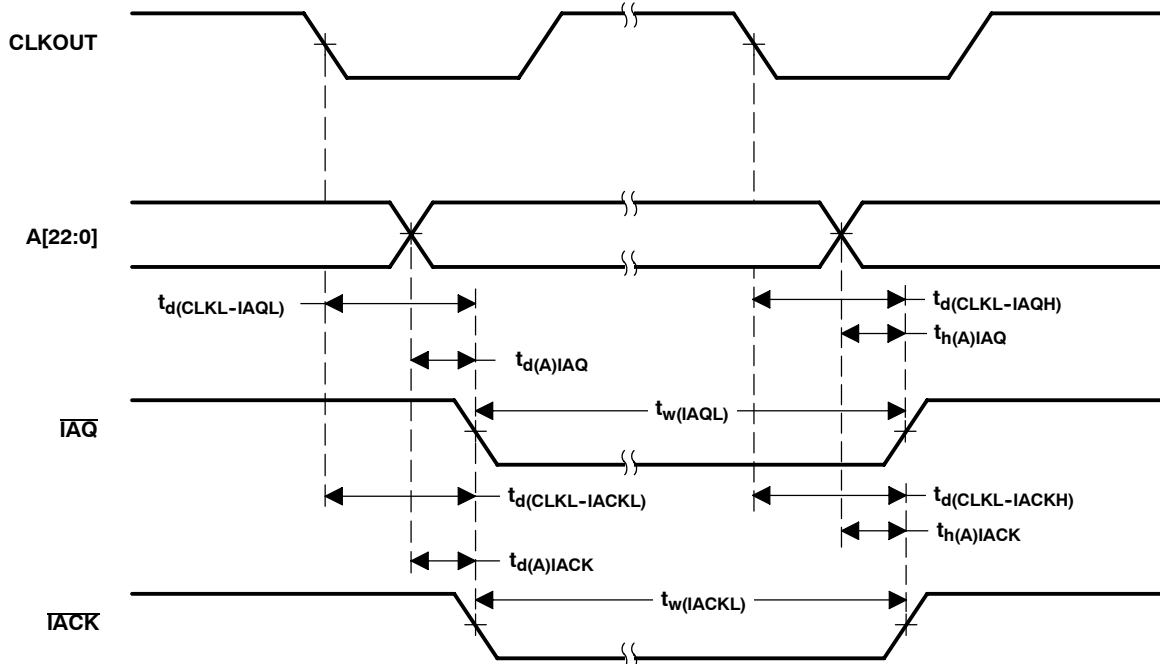 CLKOUT
A[22:0]
td(CLKL-IAQL)
td(CLKL-IAQH)
th(A)IAQ
td(A)IAQ
tw(IAQL)
IAQ
td(CLKL-IACKL)
td(CLKL-IACKH)
th(A)IACK
td(A)IACK
tw(IACKL)
IACK